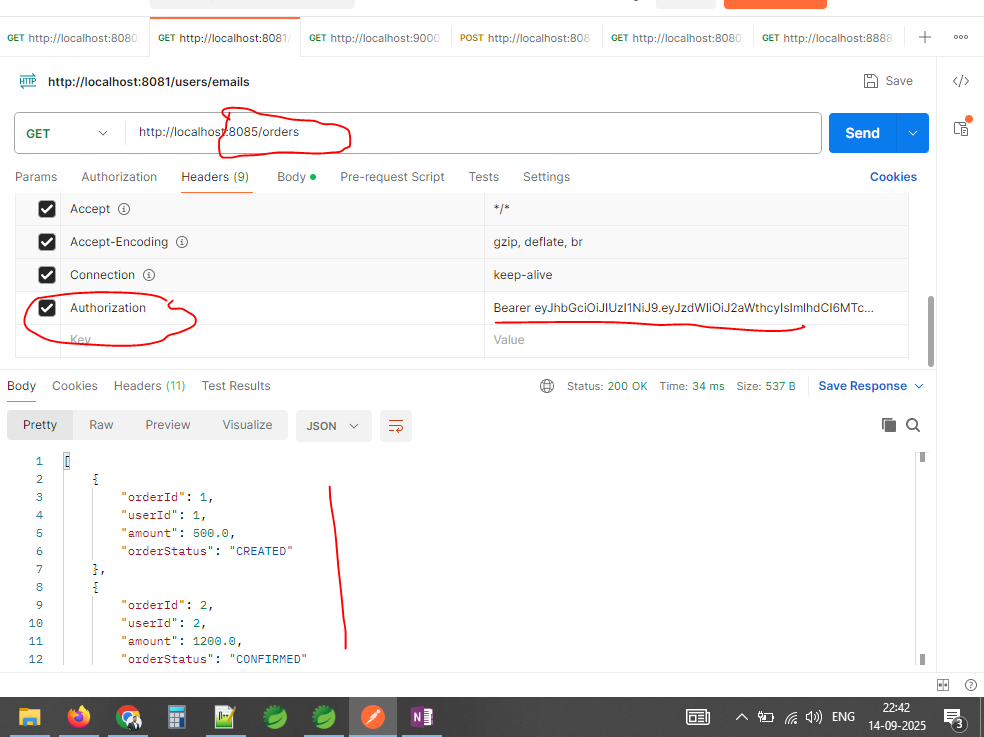 GET http://localhost:8080 GET http://localhost:8081/ GET http://localhost:9000 POST http://localhost:808 GET http://localhost:8080 GET http://localhost:8888
HTTP http://localhost:8081/users/emails Save
GET http://localhost:8085/orders Send
Params Authorization Headers (9) Body Pre-request Script Tests Settings Cookies
Accept */*
Accept-Encoding gzip, deflate, br
Connection keep-alive
Authorization Bearer eyJhbGciOiJIUzI1NiJ9.eyJzdWIiOiJ2aWthcyIsImlhdCI6MTc...
Key Value
Body Cookies Headers (11) Test Results Status: 200 OK Time: 34 ms Size: 537 B Save Response
Pretty Raw Preview Visualize JSON
1 [
2 {
3 "orderId": 1,
4 "userId": 1,
5 "amount": 500.0,
6 "orderStatus": "CREATED"
7 },
8 {
9 "orderId": 2,
10 "userId": 2,
11 "amount": 1200.0,
12 "orderStatus": "CONFIRMED"
ENG 22:42
14-09-2025 3